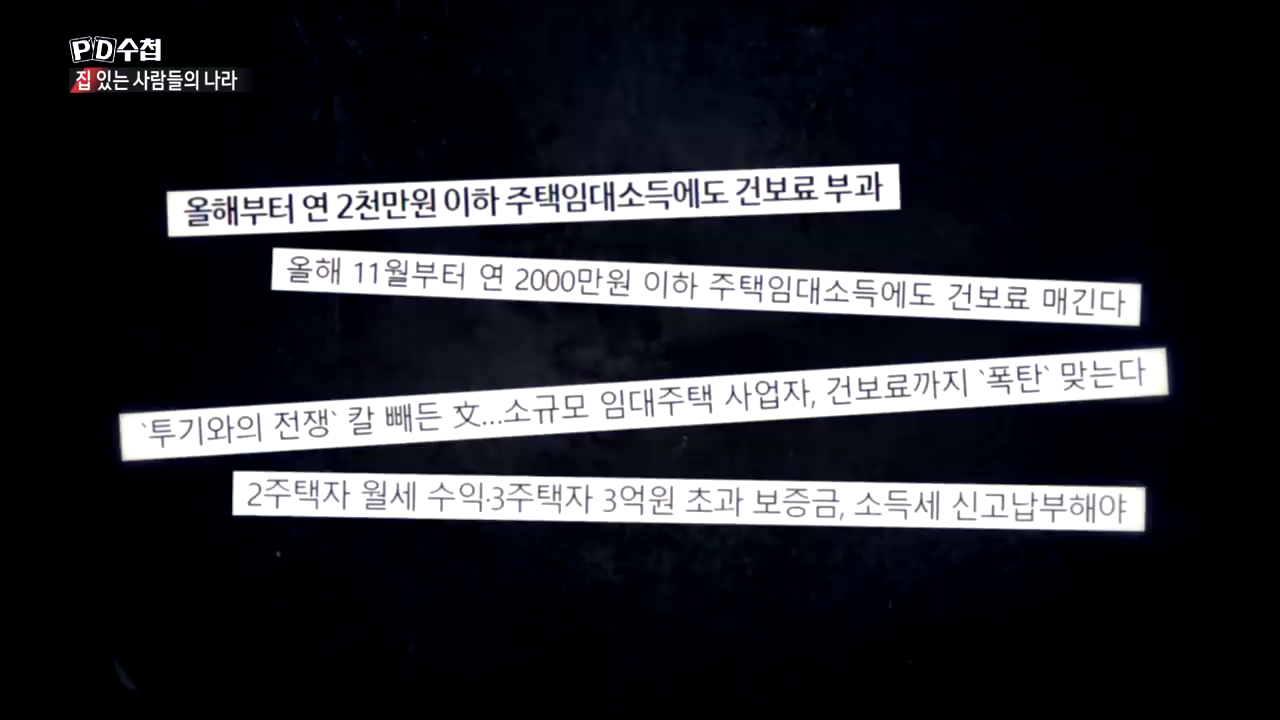 PD수첩
집 있는 사람들의 나라
올해부터 연 2천만원 이하 주택임대소득에도 건보료 부과
올해 11월부터 연 2000만원 이하 주택임대소득에도 건보료 매긴다
`투기와의 전쟁` 칼 빼든 文...소규모 임대주택 사업자, 건보료까지 `폭탄` 맞는다
2주택자 월세 수익·3주택자 3억원 초과 보증금, 소득세 신고납부해야